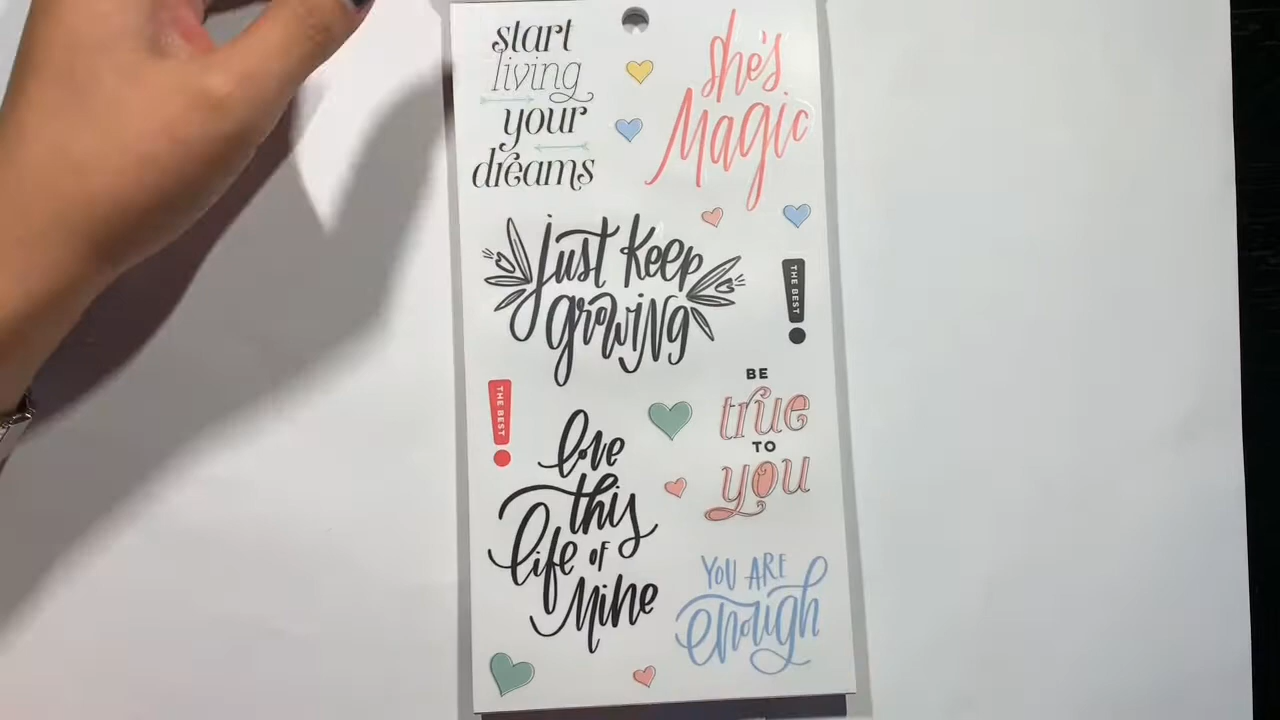 start
living
your
dreams
she's
Magic
just keep
growing
THE BEST
THE BEST
love
this
life of
Mine
BE
true
TO
you
YOU ARE
enough